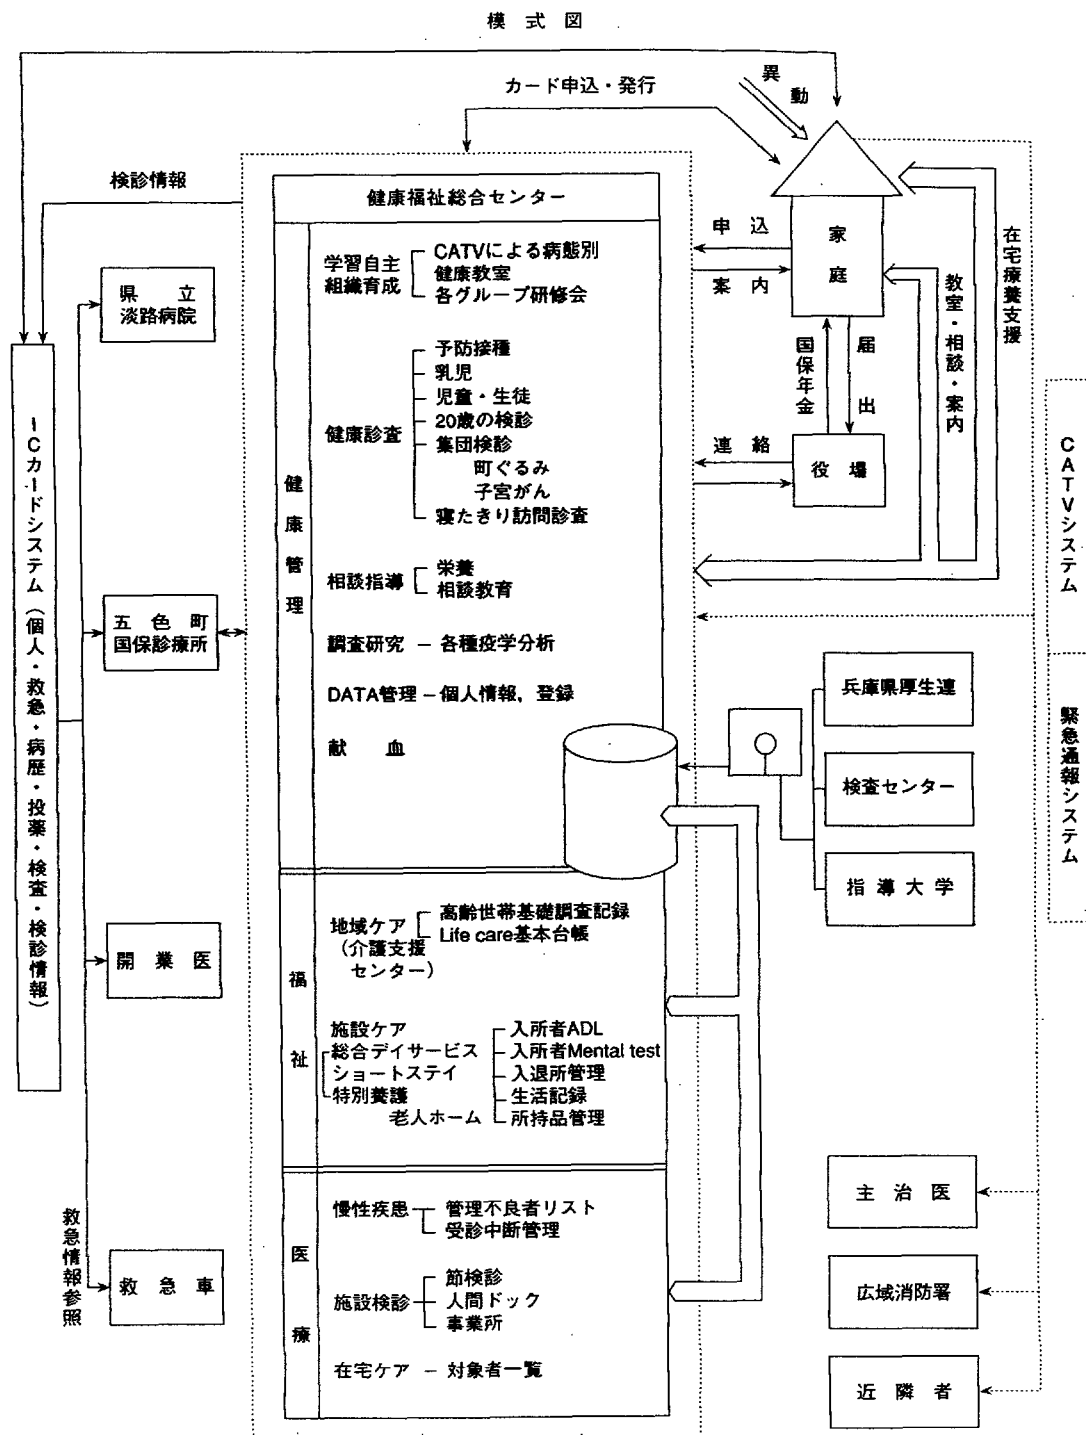 模式図
カード申込・発行
異動
検診情報
健康福祉総合センター
学習自主
組織育成
CATVによる病態別
健康教室
各グループ研修会
健康診査
予防接種
乳児
児童・生徒
20歳の検診
集団検診
町ぐるみ
子宮がん
寝たきり訪問診査
相談指導
栄養
相談教育
調査研究 － 各種疫学分析
DATA管理 － 個人情報，登録
献血
健康管理
地域ケア
（介護支援
センター）
高齢世帯基礎調査記録
Life care基本台帳
施設ケア
総合デイサービス
ショートステイ
特別養護
老人ホーム
入所者ADL
入所者Mental test
入退所管理
生活記録
所持品管理
福祉
慢性疾患
管理不良者リスト
受診中断管理
施設検診
節検診
人間ドック
事業所
在宅ケア － 対象者一覧
医療
ICカードシステム（個人・救急・病歴・投薬・検査・検診情報）
県立
淡路病院
五色町
国保診療所
開業医
救急車
救急情報参照
家庭
申込
案内
国保年金
届出
連絡
役場
教室・相談・案内
在宅療養支援
CATVシステム
緊急通報システム
兵庫県厚生連
検査センター
指導大学
主治医
広域消防署
近隣者